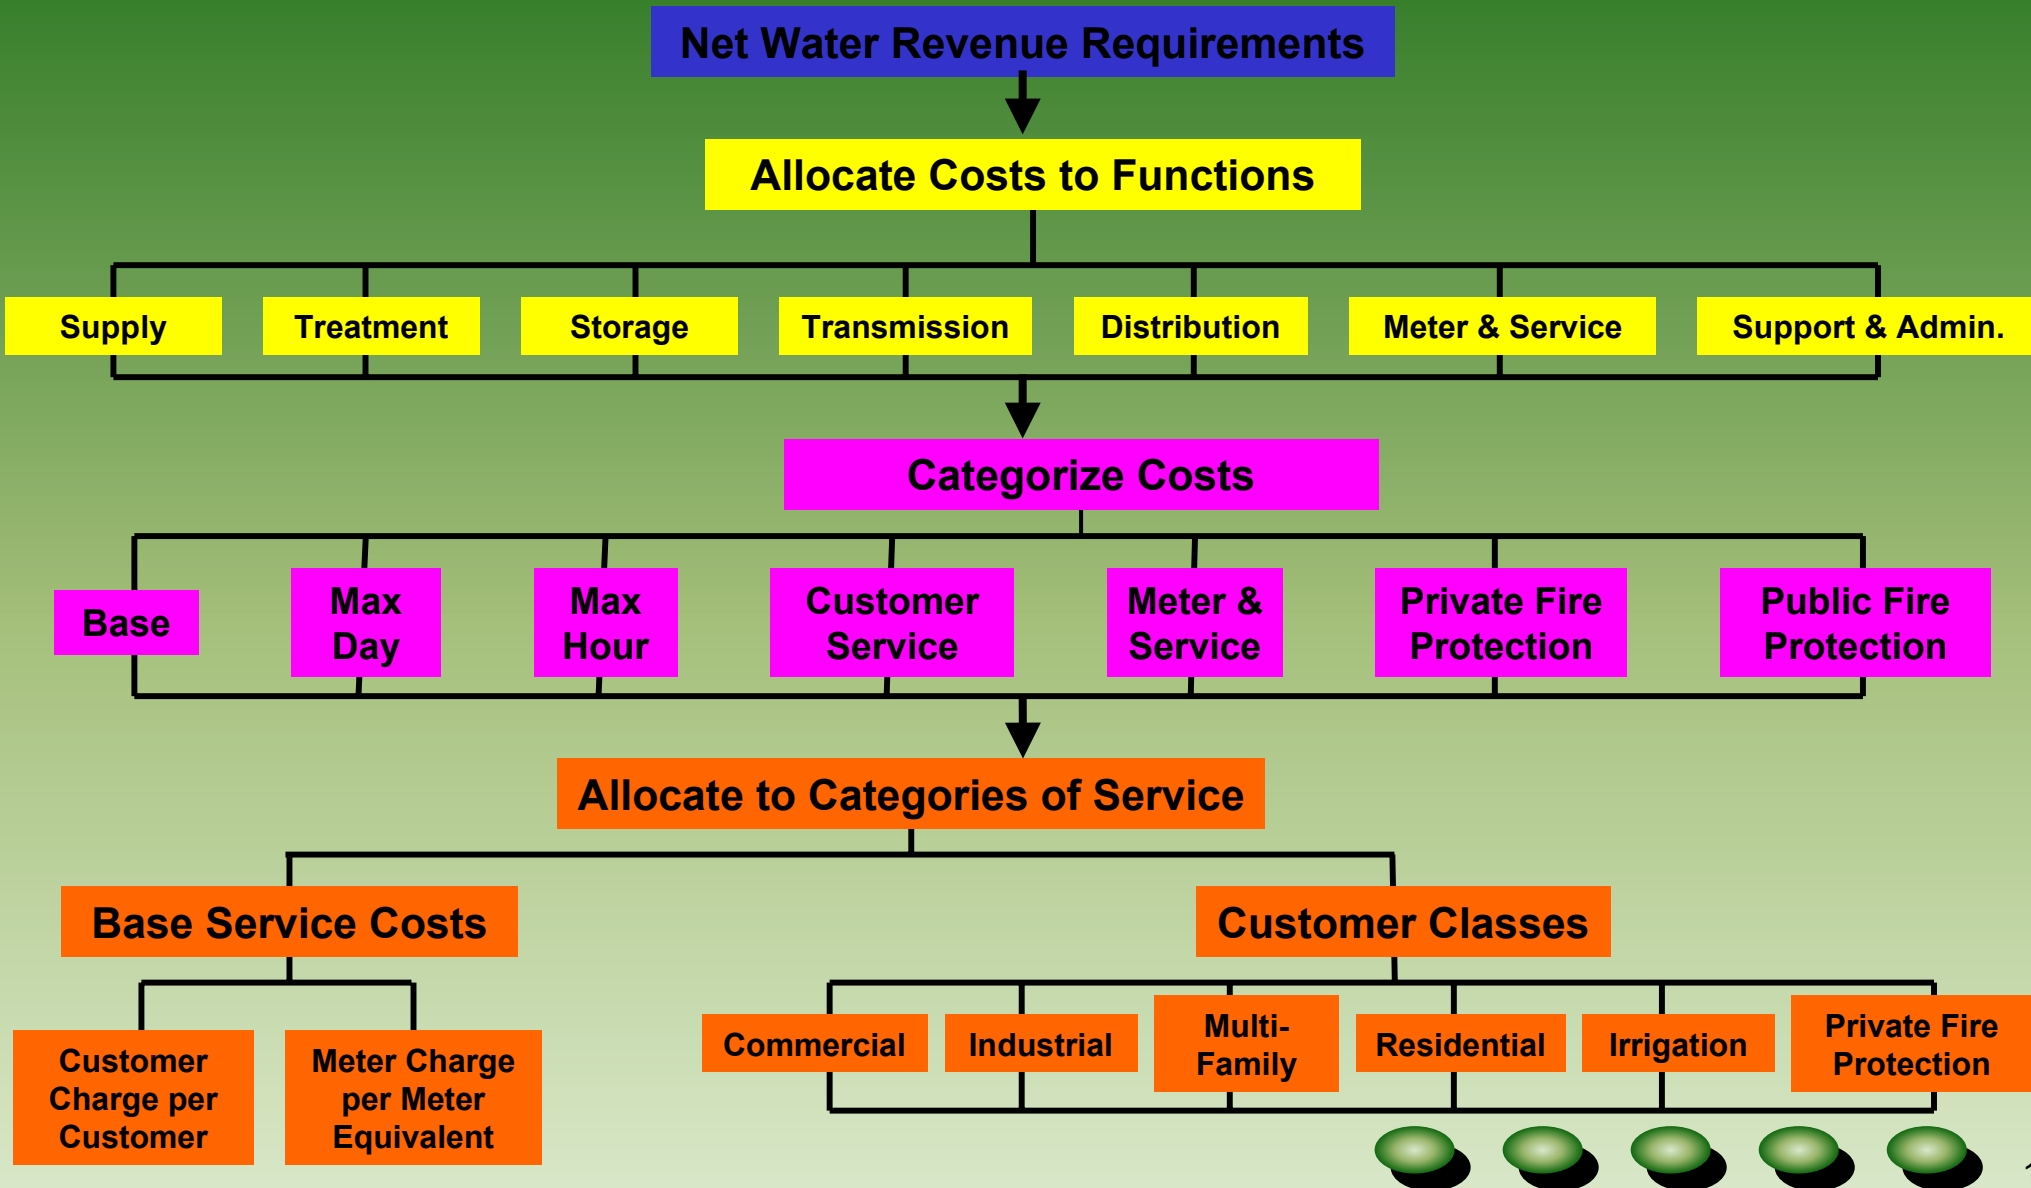 Net Water Revenue Requirements
Allocate Costs to Functions
Supply
Treatment
Storage
Transmission
Distribution
Meter & Service
Support & Admin.
Categorize Costs
Base
Max
Day
Max
Hour
Customer
Service
Meter &
Service
Private Fire
Protection
Public Fire
Protection
Allocate to Categories of Service
Base Service Costs
Customer Classes
Customer
Charge per
Customer
Meter Charge
per Meter
Equivalent
Commercial
Industrial
Multi-
Family
Residential
Irrigation
Private Fire
Protection